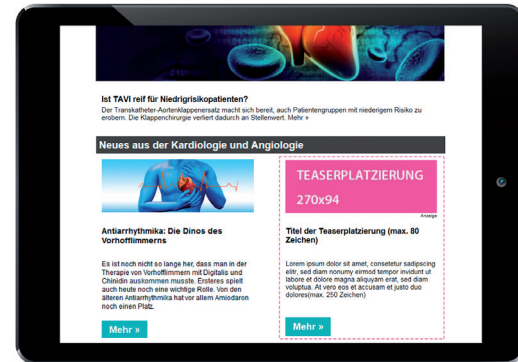 Ist TAVI reif für Niedrigrisikopatienten?
Der Transkatheter-Aortenklappenersatz macht sich bereit, auch Patientengruppen mit niederigem Risiko zu
erobern. Die Klappenchirurgie verliert dadurch an Stellenwert. Mehr »
Neues aus der Kardiologie und Angiologie
Antiarrhythmika: Die Dinos des
Vorhofflimmerns
Es ist noch nicht so lange her, dass man in der
Therapie von Vorhofflimmern mit Digitalis und
Chinidin auskommen musste. Ersteres spielt
auch heute noch eine wichtige Rolle. Von den
älteren Antiarrhythmika hat vor allem Amiodaron
noch einen Platz.
Mehr »
TEASERPLATZIERUNG
270x94
Anzeige
Titel der Teaserplatzierung (max. 80
Zeichen)
Lorem ipsum dolor sit amet, consetetur sadipscing
elitr, sed diam nonumy eirmod tempor invidunt ut
labore et dolore magna aliquyam erat, sed diam
voluptua. At vero eos et accusam et justo duo
dolores(max. 250 Zeichen)
Mehr »